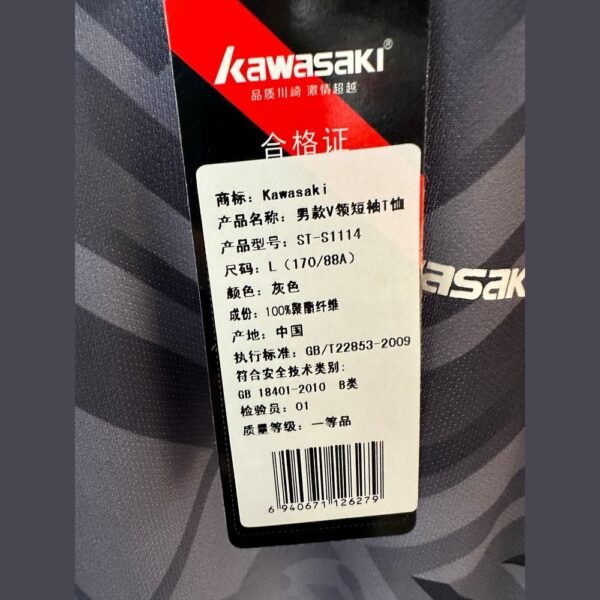 Kawasaki®
品质川崎 激情超越
合格证
商标: Kawasaki
产品名称: 男款V领短袖T恤
产品型号: ST-S1114
尺码: L（170/88A）
颜色: 灰色
成份: 100%聚酯纤维
产地: 中国
执行标准: GB/T22853-2009
符合安全技术类别:
GB 18401-2010 B类
检验员: 01
质量等级: 一等品
6 940671 126279